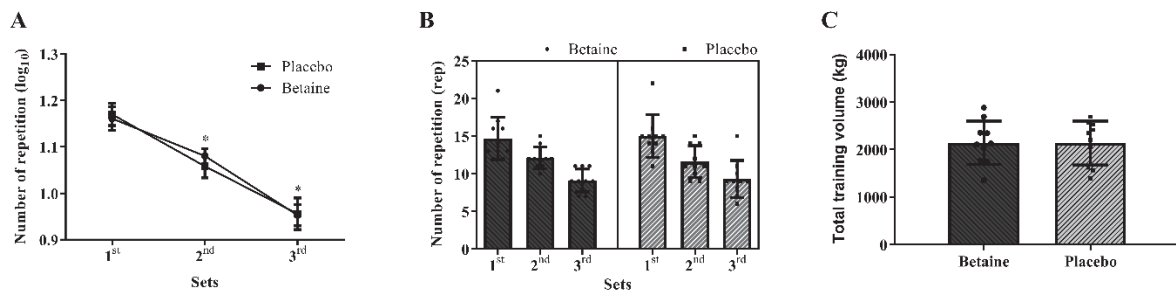 A
Number of repetition (log10)
1.3
1.2
1.1
1.0
0.9
Placebo
Betaine
*
*
1st
2nd
3rd
Sets
B
Betaine
Placebo
Number of repetition (rep)
25
20
15
10
5
0
1st
2nd
3rd
1st
2nd
3rd
Sets
C
Total training volume (kg)
4000
3000
2000
1000
0
Betaine
Placebo